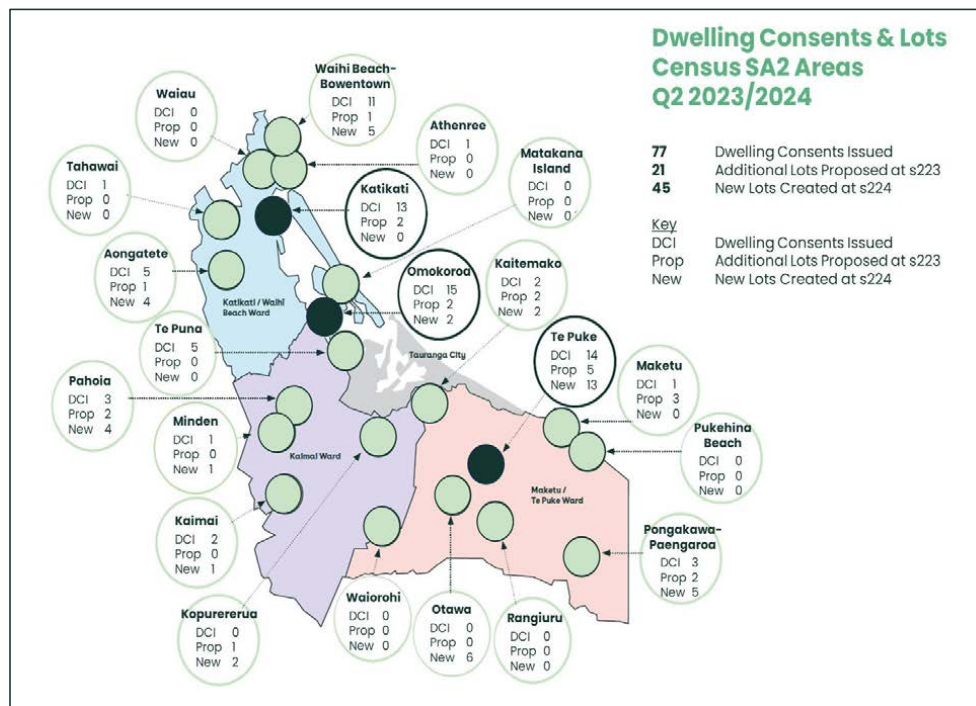 Dwelling Consents & Lots
Census SA2 Areas
Q2 2023/2024
77 Dwelling Consents Issued
21 Additional Lots Proposed at s223
45 New Lots Created at s224
Key
DCI Dwelling Consents Issued
Prop Additional Lots Proposed at s223
New New Lots Created at s224
Waihi Beach-
Bowentown
DCI 11
Prop 1
New 5
Waiau
DCI 0
Prop 0
New 0
Athenree
DCI 1
Prop 0
New 0
Matakana
Island
DCI 0
Prop 0
New 0
Tahawai
DCI 1
Prop 0
New 0
Katikati
DCI 13
Prop 2
New 0
Aongatete
DCI 5
Prop 1
New 4
Katikati / Waihi
Beach Ward
Omokoroa
DCI 15
Prop 2
New 2
Kaitemako
DCI 2
Prop 2
New 2
Te Puna
DCI 5
Prop 0
New 0
Tauranga City
Te Puke
DCI 14
Prop 5
New 13
Maketu
DCI 1
Prop 3
New 0
Pahoia
DCI 3
Prop 2
New 4
Minden
DCI 1
Prop 0
New 1
Kaimai Ward
Pukehina
Beach
DCI 0
Prop 0
New 0
Maketu /
Te Puke Ward
Kaimai
DCI 2
Prop 0
New 1
Pongakawa-
Paengaroa
DCI 3
Prop 2
New 5
Kopurererua
DCI 0
Prop 1
New 2
Waiorohi
DCI 0
Prop 0
New 0
Otawa
DCI 0
Prop 0
New 6
Rangiuru
DCI 0
Prop 0
New 0